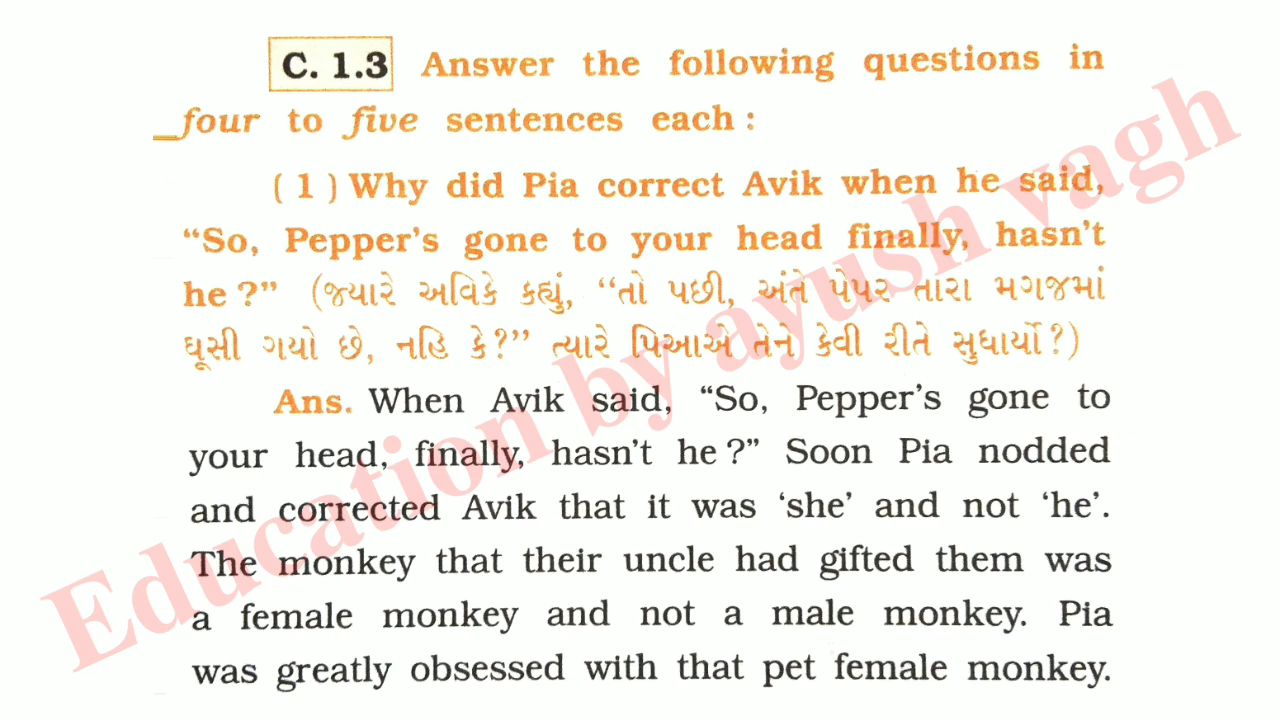 C. 1.3 Answer the following questions in
four to five sentences each :
( 1 ) Why did Pia correct Avik when he said,
“So, Pepper’s gone to your head finally, hasn’t
he ?” (જ્યારે અવિકે કહ્યું, “તો પછી, અંતે પેપર તારા મગજમાં
ઘૂસી ગયો છે, નહિ કે?” ત્યારે પિઆએ તેને કેવી રીતે સુધાર્યો?)
Ans. When Avik said, “So, Pepper’s gone to
your head, finally, hasn’t he ?” Soon Pia nodded
and corrected Avik that it was ‘she’ and not ‘he’.
The monkey that their uncle had gifted them was
a female monkey and not a male monkey. Pia
was greatly obsessed with that pet female monkey.
Education by ayush vagh